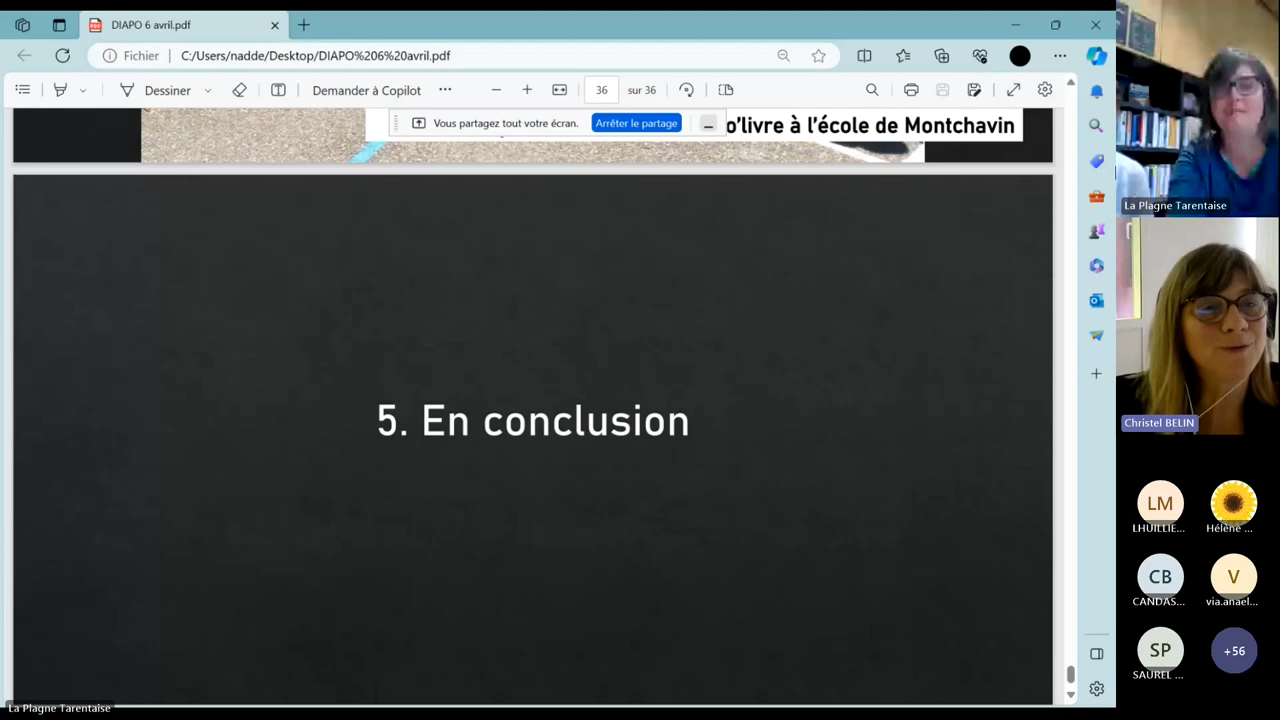 DIAPO 6 avril.pdf
Fichier
C:/Users/nadde/Desktop/DIAPO%206%20avril.pdf
Dessiner
Demander à Copilot
36
sur 36
Vous partagez tout votre écran.
Arrêter le partage
o'livre à l'école de Montchavin
5. En conclusion
La Plagne Tarentaise
La Plagne Tarentaise
Christel BELIN
LM
LHUILLIE...
Hélène ...
CB
CANDAS...
V
via.anael...
SP
SAUREL ...
+56